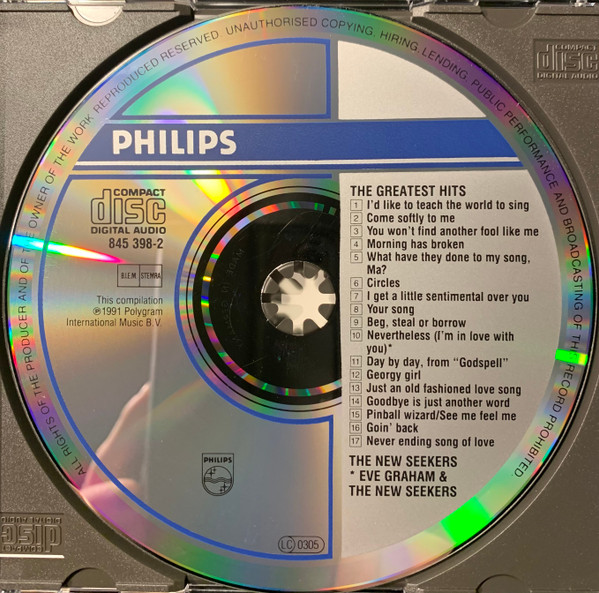 ALL RIGHTS OF THE PRODUCER AND OF THE OWNER OF THE WORK REPRODUCED RESERVED. UNAUTHORISED COPYING, HIRING, LENDING, PUBLIC PERFORMANCE AND BROADCASTING OF THIS RECORD PROHIBITED
PHILIPS
COMPACT
disc
DIGITAL AUDIO
845 398-2
B.I.E.M. STEMRA
This compilation
℗1991 Polygram
International Music B.V.
THE GREATEST HITS
1 I'd like to teach the world to sing
2 Come softly to me
3 You won't find another fool like me
4 Morning has broken
5 What have they done to my song,
Ma?
6 Circles
7 I get a little sentimental over you
8 Your song
9 Beg, steal or borrow
10 Nevertheless (I'm in love with
you)*
11 Day by day, from "Godspell"
12 Georgy girl
13 Just an old fashioned love song
14 Goodbye is just another word
15 Pinball wizard/See me feel me
16 Goin' back
17 Never ending song of love
THE NEW SEEKERS
* EVE GRAHAM &
THE NEW SEEKERS
PHILIPS
LC 0305
COMPACT
disc
DIGITAL AUDIO
COMPACT
disc
DIGITAL AUDIO